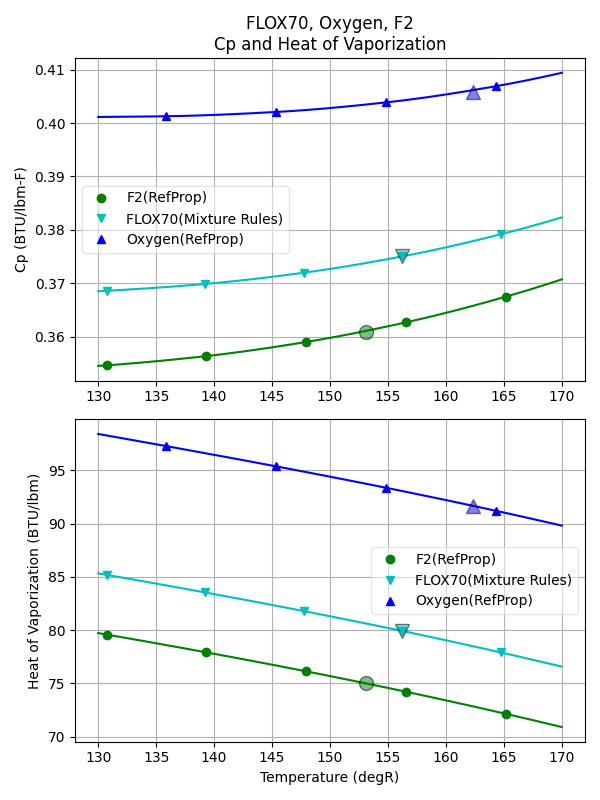 FLOX70, Oxygen, F2
Cp and Heat of Vaporization
Cp (BTU/lbm-F)
0.41
0.40
0.39
0.38
0.37
0.36
F2(RefProp)
FLOX70(Mixture Rules)
Oxygen(RefProp)
130 135 140 145 150 155 160 165 170
Heat of Vaporization (BTU/lbm)
95
90
85
80
75
70
F2(RefProp)
FLOX70(Mixture Rules)
Oxygen(RefProp)
130 135 140 145 150 155 160 165 170
Temperature (degR)